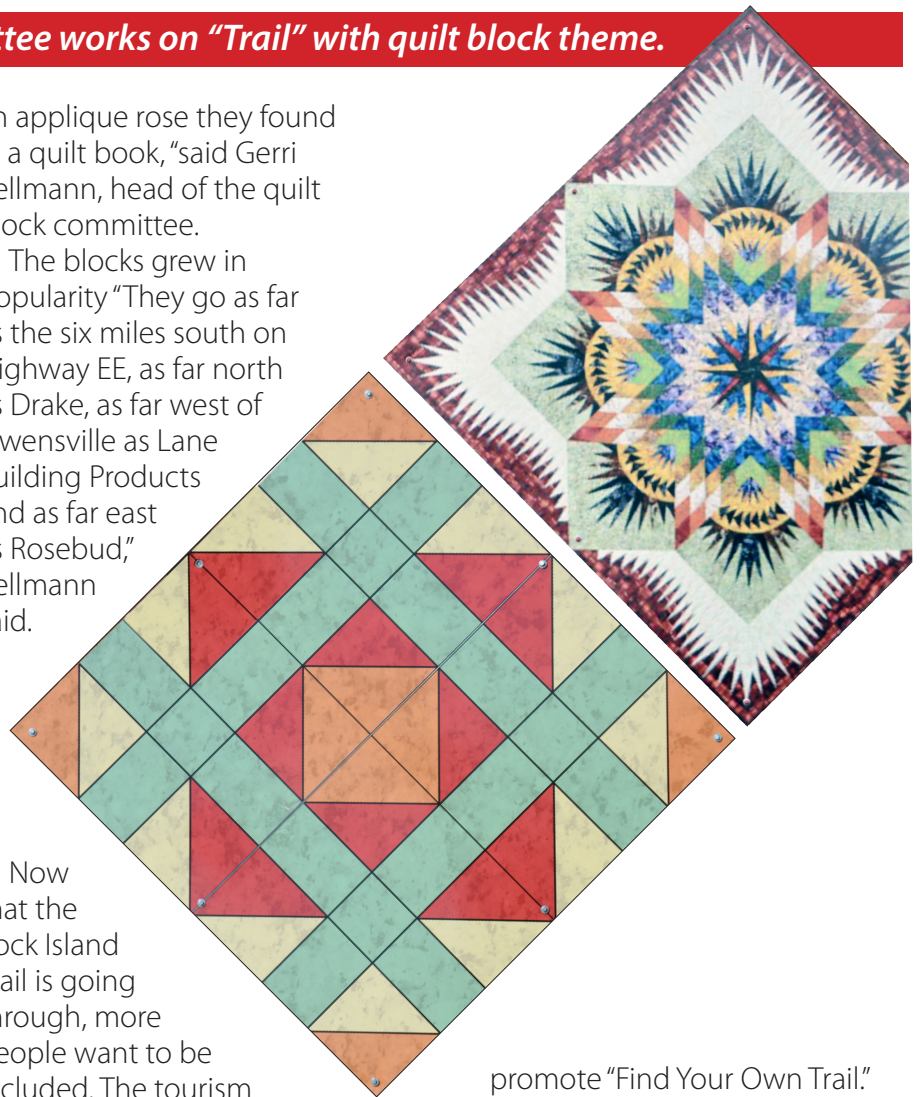 ttee works on “Trail” with quilt block theme.
n applique rose they found
a quilt book, “said Gerri
ellmann, head of the quilt
ock committee.
The blocks grew in
opularity “They go as far
s the six miles south on
ighway EE, as far north
s Drake, as far west of
wensville as Lane
uilding Products
nd as far east
s Rosebud,”
ellmann
id.
Now
hat the
ock Island
rail is going
hrough, more
eople want to be
cluded. The tourism
promote “Find Your Own Trail.”